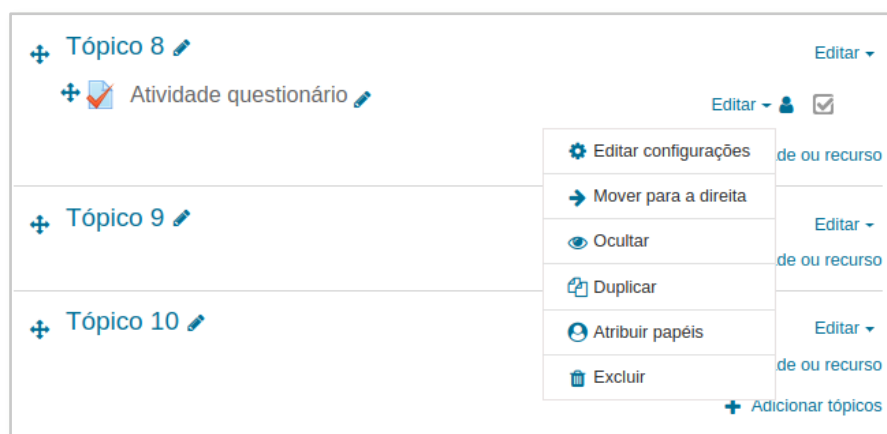 Tópico 8
Editar
Atividade questionário
Editar
Editar configurações
de ou recurso
Mover para a direita
Tópico 9
Editar
Ocultar
de ou recurso
Duplicar
Tópico 10
Editar
Atribuir papéis
de ou recurso
Excluir
Adicionar tópicos